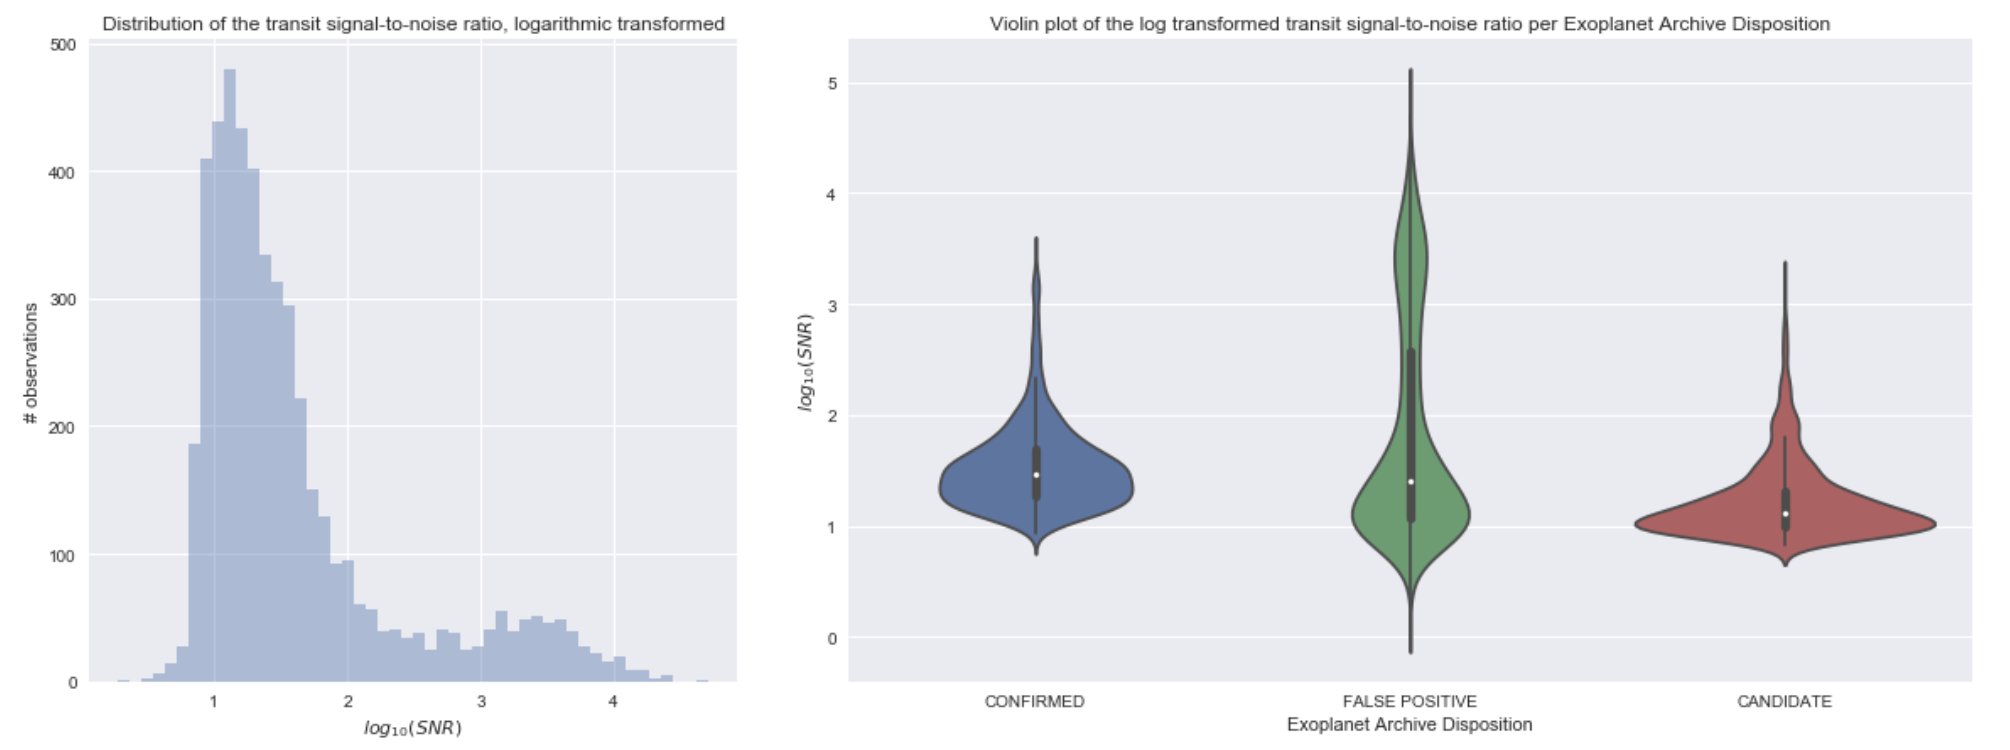 Distribution of the transit signal-to-noise ratio, logarithmic transformed
500
400
300
200
100
0
# observations
1 2 3 4
log₁₀(SNR)
Violin plot of the log transformed transit signal-to-noise ratio per Exoplanet Archive Disposition
5
4
3
2
1
0
log₁₀(SNR)
CONFIRMED FALSE POSITIVE CANDIDATE
Exoplanet Archive Disposition